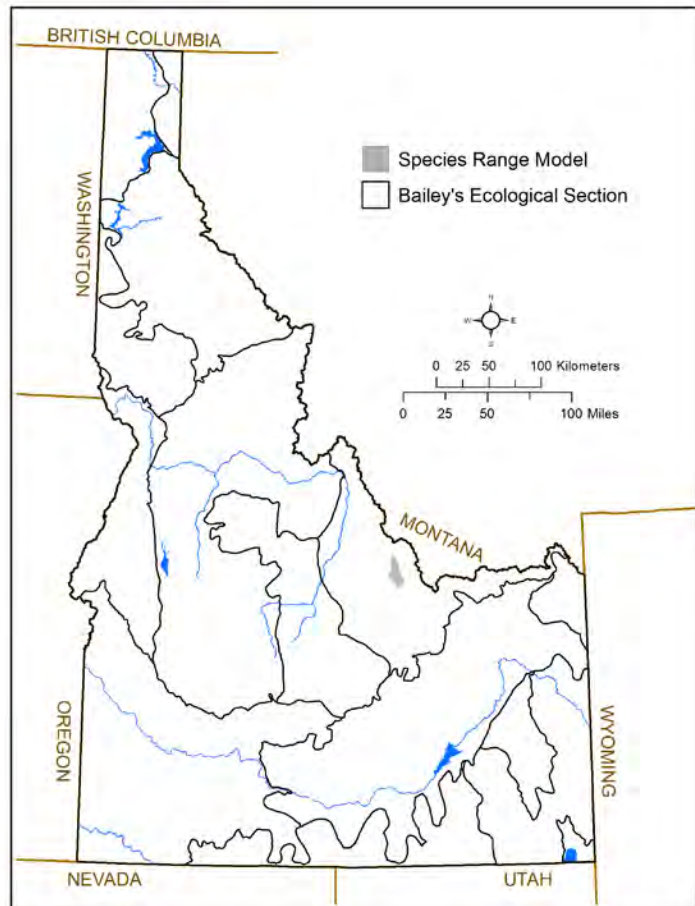 BRITISH COLUMBIA
WASHINGTON
Species Range Model
Bailey's Ecological Section
N
W
E
S
0 25 50 100 Kilometers
0 25 50 100 Miles
MONTANA
OREGON
WYOMING
NEVADA
UTAH